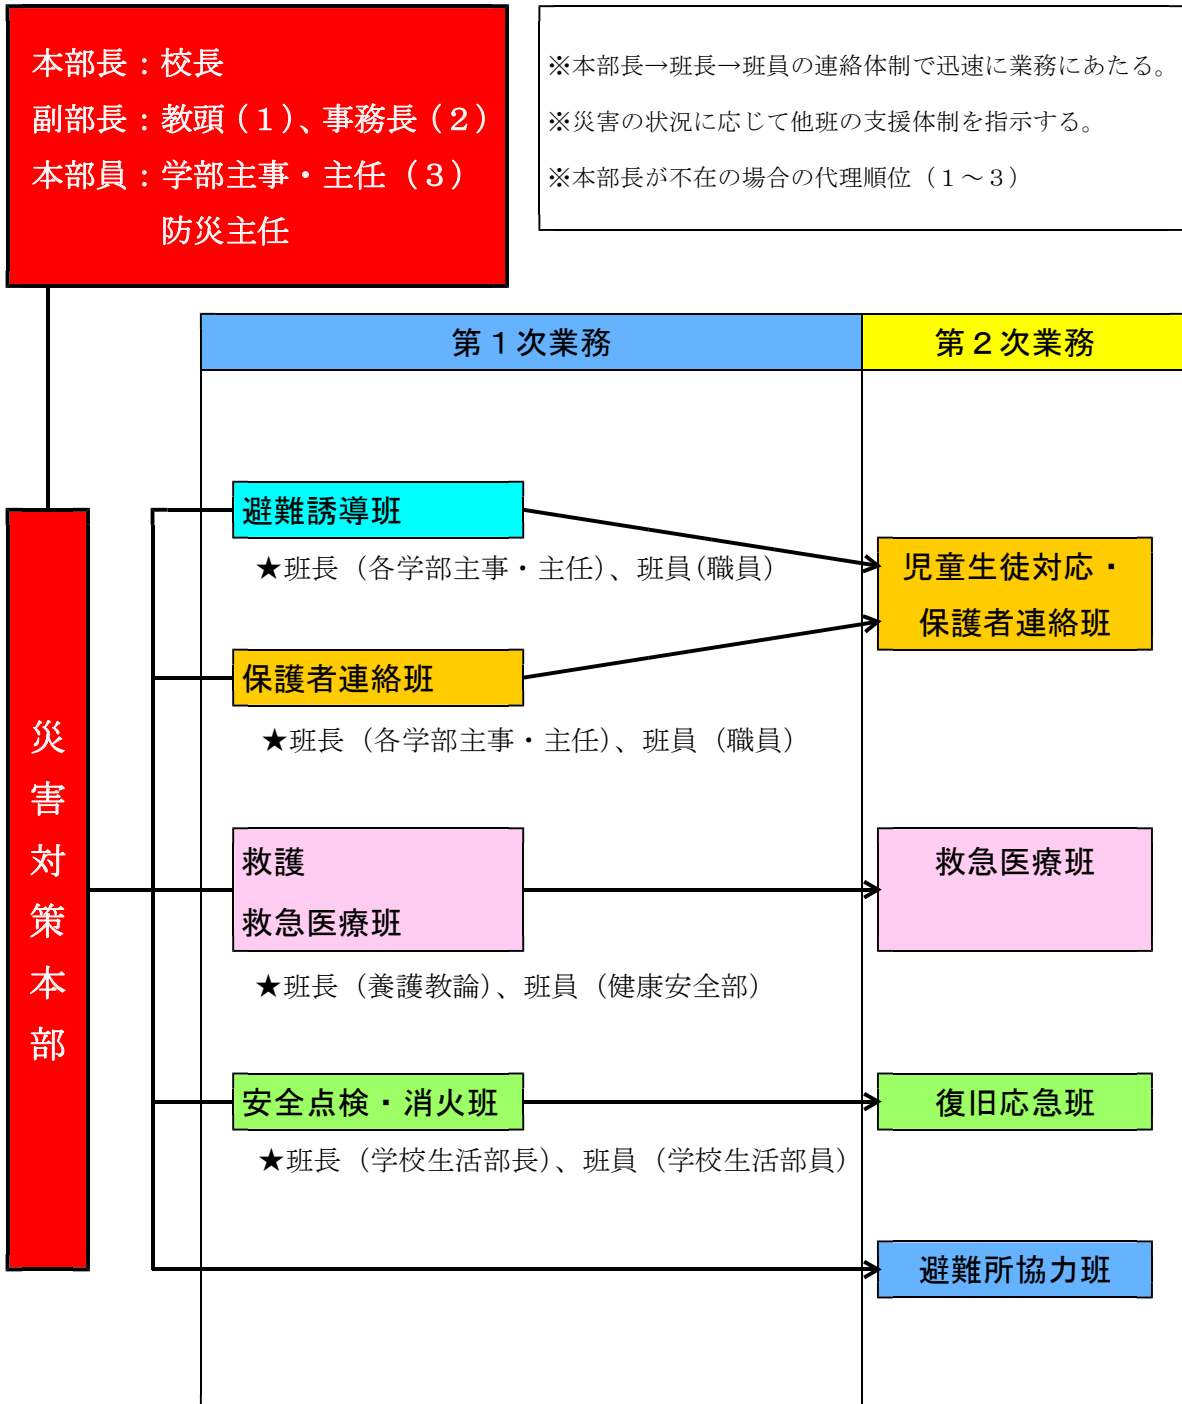 本部長：校長
副部長：教頭（１）、事務長（２）
本部員：学部主事・主任（３）
防災主任
※本部長→班長→班員の連絡体制で迅速に業務にあたる。
※災害の状況に応じて他班の支援体制を指示する。
※本部長が不在の場合の代理順位（１～３）
第１次業務
第２次業務
災害対策本部
避難誘導班
★班長（各学部主事・主任）、班員(職員）
児童生徒対応・
保護者連絡班
保護者連絡班
★班長（各学部主事・主任）、班員（職員）
救護
救急医療班
★班長（養護教論）、班員（健康安全部）
救急医療班
安全点検・消火班
★班長（学校生活部長）、班員（学校生活部員）
復旧応急班
避難所協力班